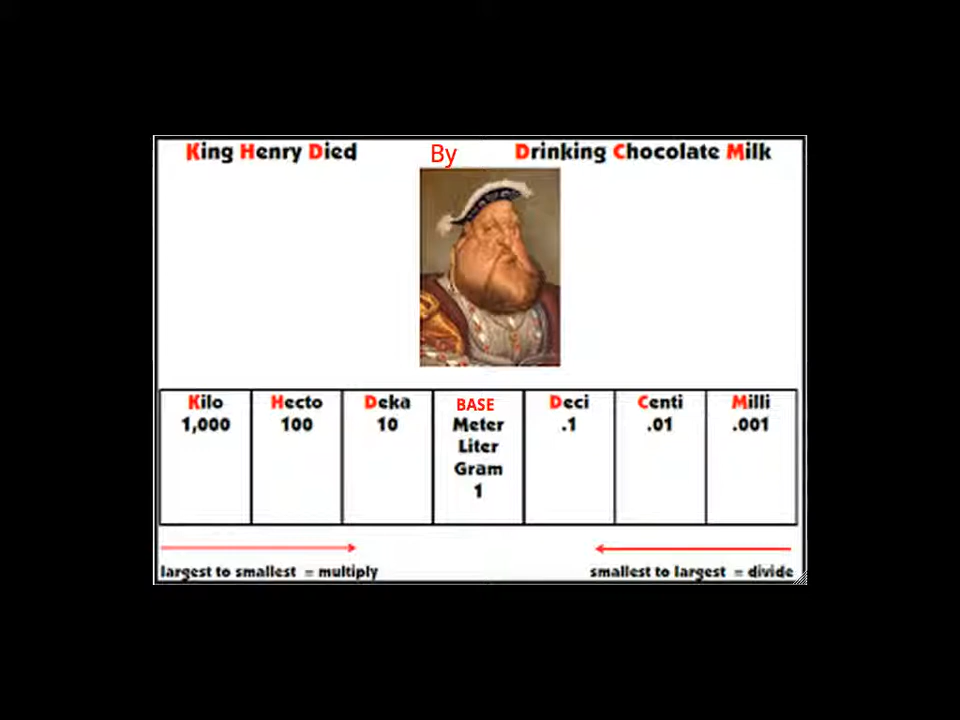 King Henry Died By Drinking Chocolate Milk
Kilo Hecto Deka BASE Deci Centi Milli
1,000 100 10 Meter .1 .01 .001
Liter
Gram
1
largest to smallest = multiply smallest to largest = divide